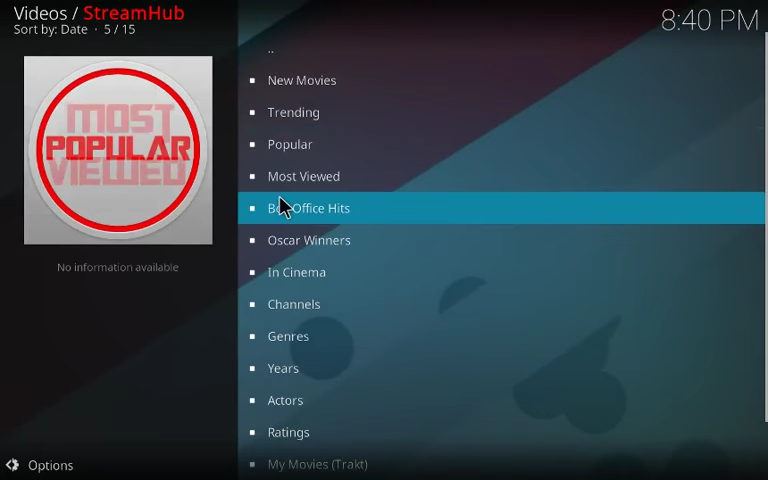 Videos / StreamHub
Sort by: Date · 5 / 15
8:40 PM
MOST
POPULAR
VIEWED
No information available
..
New Movies
Trending
Popular
Most Viewed
Office Hits
Oscar Winners
In Cinema
Channels
Genres
Years
Actors
Ratings
My Movies (Trakt)
Options